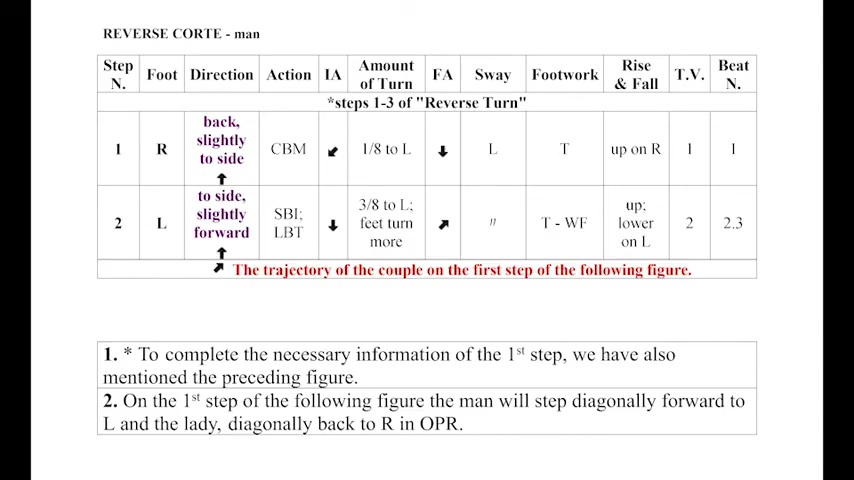 REVERSE CORTE - man
Step N. Foot Direction Action IA Amount of Turn FA Sway Footwork Rise & Fall T.V. Beat N.
*steps 1-3 of "Reverse Turn"
1 R back, slightly to side CBM ↙ 1/8 to L ↓ L T up on R 1 1
↑
2 L to side, slightly forward SBI; LBT ↓ 3/8 to L; feet turn more ↗ " T - WF up; lower on L 2 2.3
↑
↗ The trajectory of the couple on the first step of the following figure.
1. * To complete the necessary information of the 1st step, we have also
mentioned the preceding figure.
2. On the 1st step of the following figure the man will step diagonally forward to
L and the lady, diagonally back to R in OPR.